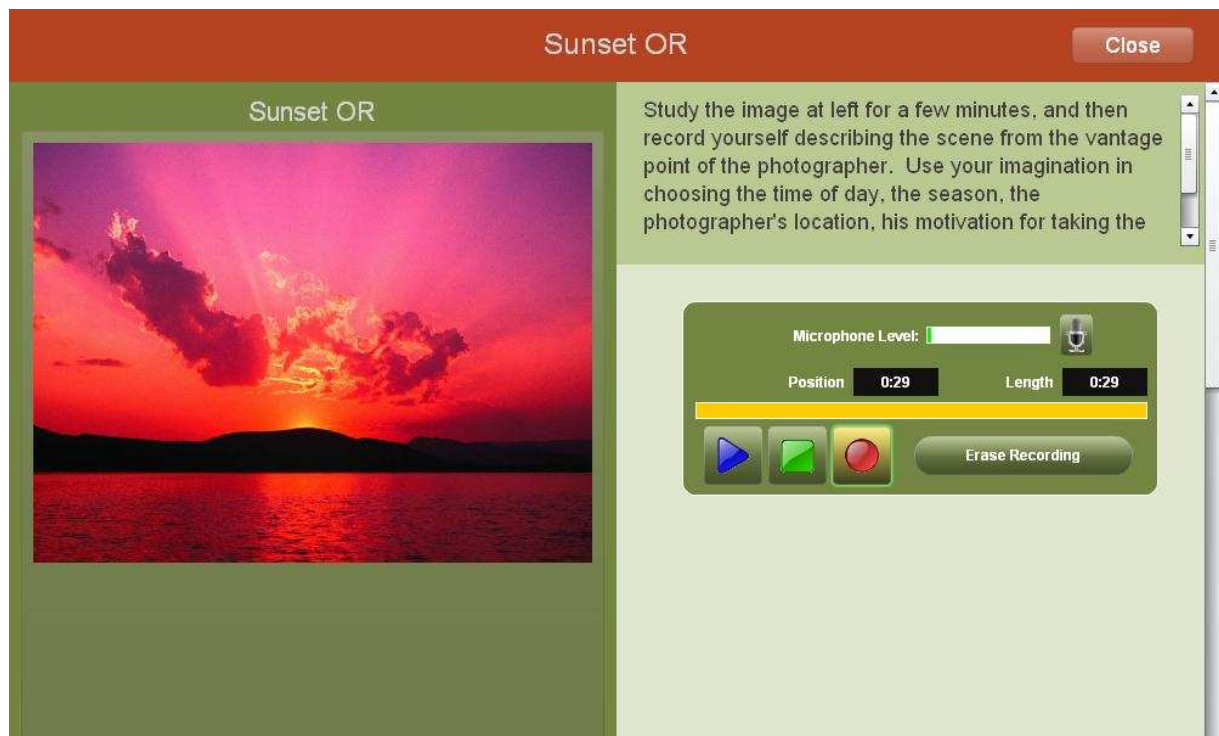 Sunset OR
Close
Sunset OR
Study the image at left for a few minutes, and then
record yourself describing the scene from the vantage
point of the photographer.  Use your imagination in
choosing the time of day, the season, the
photographer's location, his motivation for taking the
Microphone Level:
Position 0:29 Length 0:29
Erase Recording